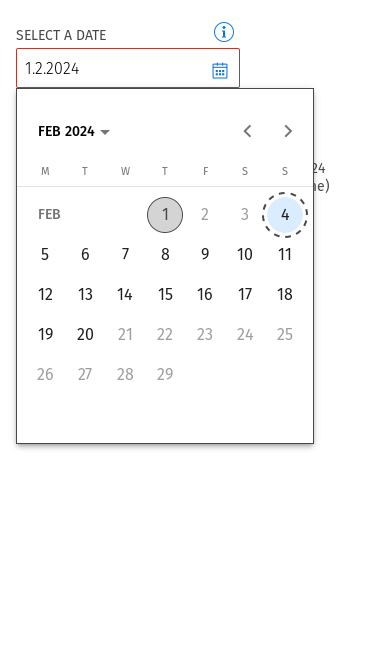 SELECT A DATE
1.2.2024
FEB 2024
M T W T F S S
FEB 1 2 3 4
5 6 7 8 9 10 11
12 13 14 15 16 17 18
19 20 21 22 23 24 25
26 27 28 29